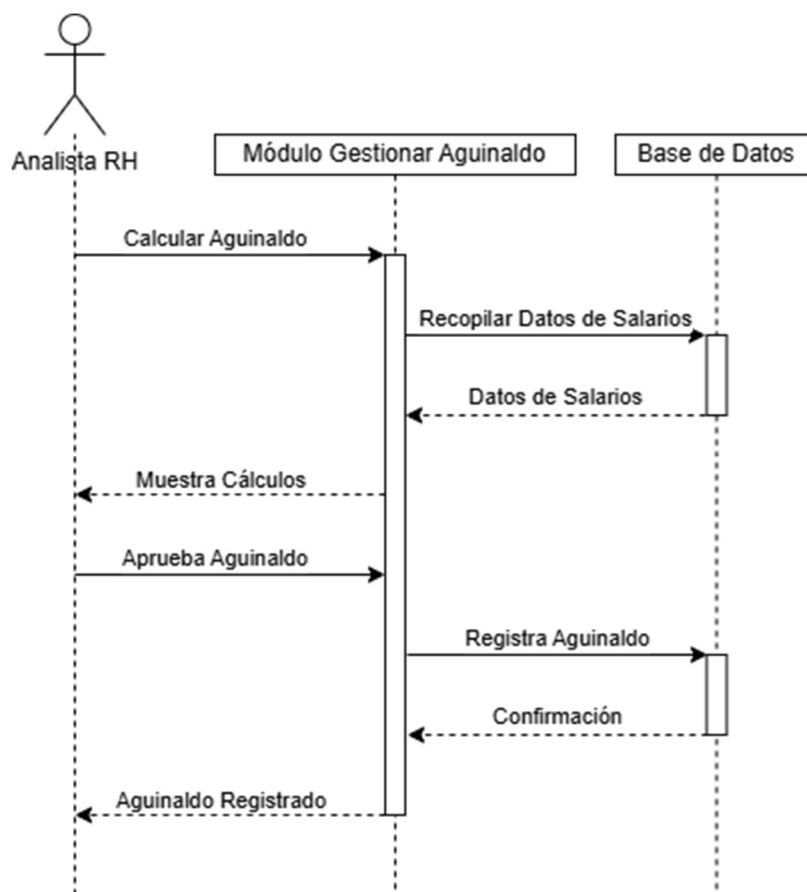 Analista RH
Módulo Gestionar Aguinaldo
Base de Datos
Calcular Aguinaldo
Recopilar Datos de Salarios
Datos de Salarios
Muestra Cálculos
Aprueba Aguinaldo
Registra Aguinaldo
Confirmación
Aguinaldo Registrado